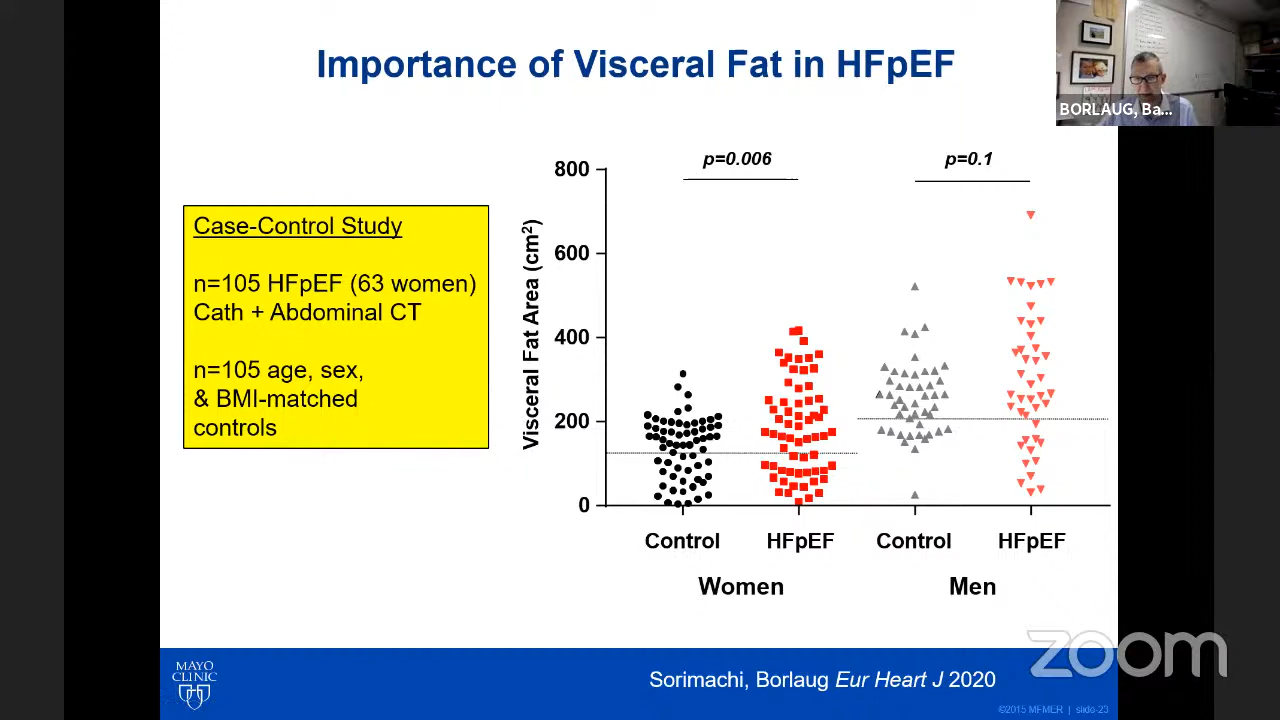 Importance of Visceral Fat in HFpEF
BORLAUG, Ba...
Case-Control Study
n=105 HFpEF (63 women)
Cath + Abdominal CT
n=105 age, sex,
& BMI-matched
controls
Visceral Fat Area (cm²)
800
600
400
200
0
p=0.006
p=0.1
Control
HFpEF
Control
HFpEF
Women
Men
zoom
MAYO
CLINIC
Sorimachi, Borlaug Eur Heart J 2020
©2015 MFMER | slide-23